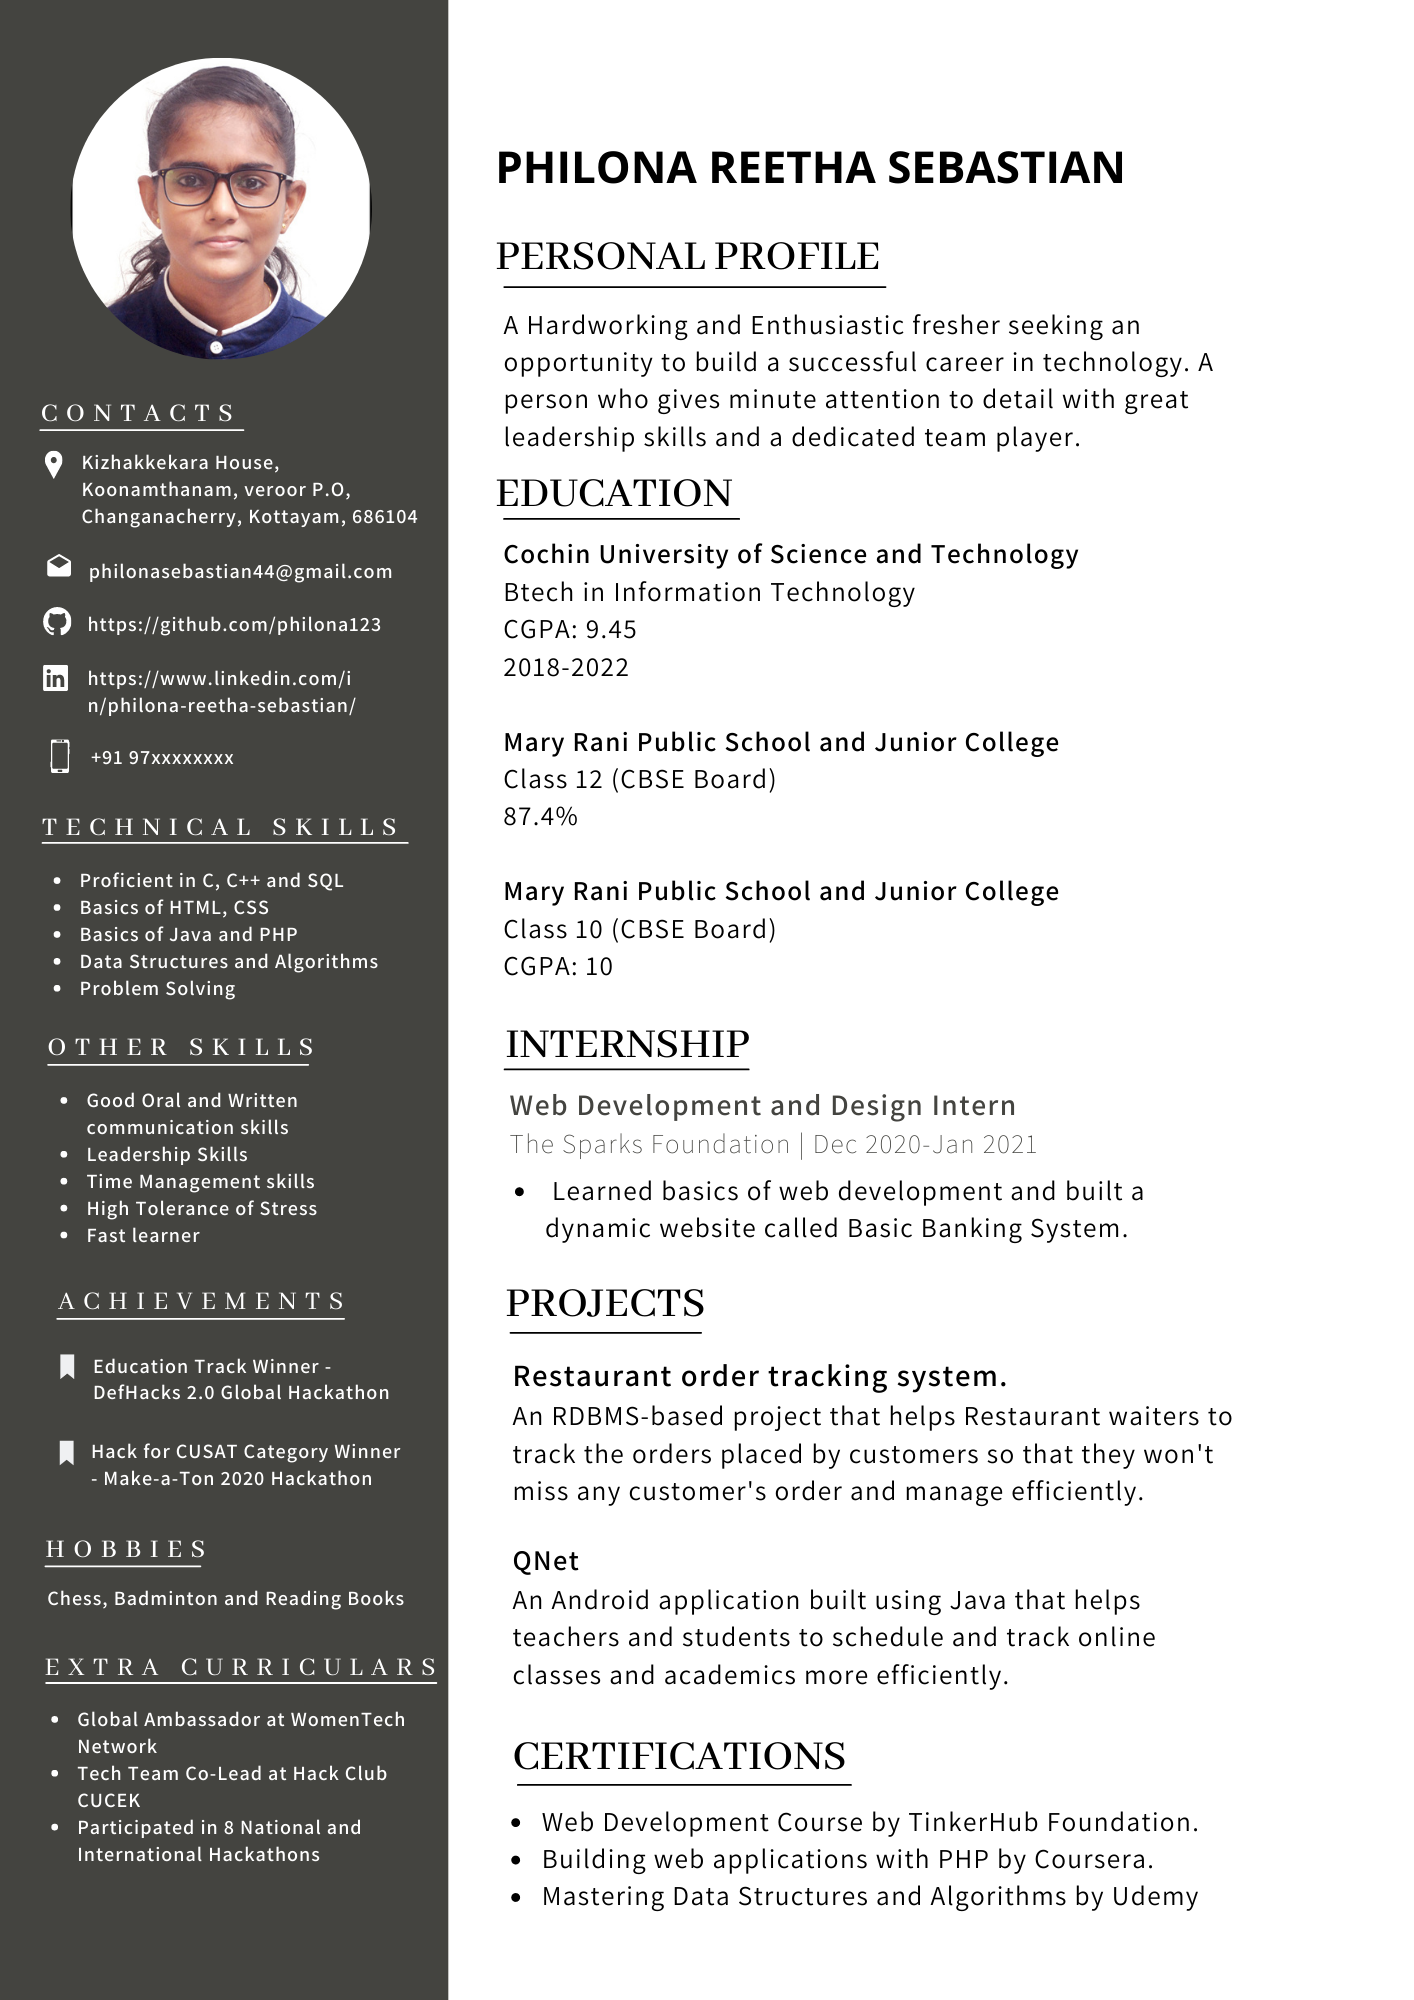 CONTACTS
Kizhakkekara House,
Koonamthanam, veroor P.O,
Changanacherry, Kottayam, 686104
philonasebastian44@gmail.com
https://github.com/philona123
https://www.linkedin.com/i
n/philona-reetha-sebastian/
+91 97xxxxxxxx
TECHNICAL SKILLS
• Proficient in C, C++ and SQL
• Basics of HTML, CSS
• Basics of Java and PHP
• Data Structures and Algorithms
• Problem Solving
OTHER SKILLS
• Good Oral and Written
communication skills
• Leadership Skills
• Time Management skills
• High Tolerance of Stress
• Fast learner
ACHIEVEMENTS
Education Track Winner -
DefHacks 2.0 Global Hackathon
Hack for CUSAT Category Winner
- Make-a-Ton 2020 Hackathon
HOBBIES
Chess, Badminton and Reading Books
EXTRA CURRICULARS
• Global Ambassador at WomenTech
Network
• Tech Team Co-Lead at Hack Club
CUCEK
• Participated in 8 National and
International Hackathons
PHILONA REETHA SEBASTIAN
PERSONAL PROFILE
A Hardworking and Enthusiastic fresher seeking an
opportunity to build a successful career in technology. A
person who gives minute attention to detail with great
leadership skills and a dedicated team player.
EDUCATION
Cochin University of Science and Technology
Btech in Information Technology
CGPA: 9.45
2018-2022
Mary Rani Public School and Junior College
Class 12 (CBSE Board)
87.4%
Mary Rani Public School and Junior College
Class 10 (CBSE Board)
CGPA: 10
INTERNSHIP
Web Development and Design Intern
The Sparks Foundation | Dec 2020-Jan 2021
• Learned basics of web development and built a
dynamic website called Basic Banking System.
PROJECTS
Restaurant order tracking system.
An RDBMS-based project that helps Restaurant waiters to
track the orders placed by customers so that they won't
miss any customer's order and manage efficiently.
QNet
An Android application built using Java that helps
teachers and students to schedule and track online
classes and academics more efficiently.
CERTIFICATIONS
• Web Development Course by TinkerHub Foundation.
• Building web applications with PHP by Coursera.
• Mastering Data Structures and Algorithms by Udemy